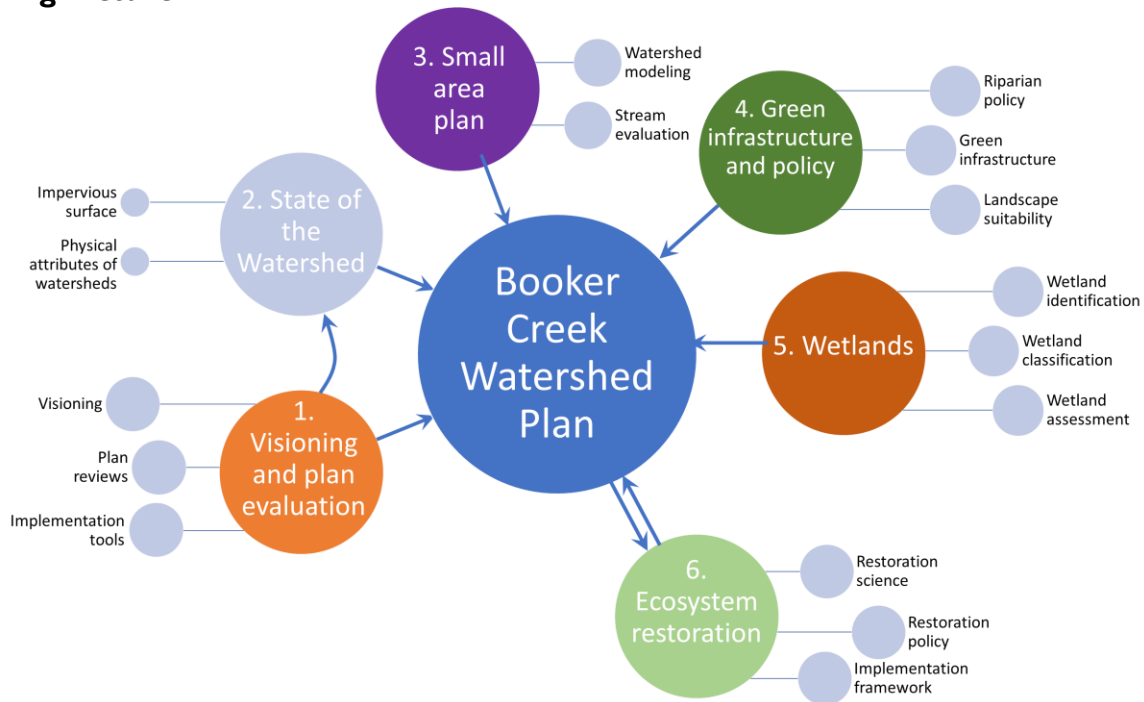 3. Small
area
plan
Watershed
modeling
Stream
evaluation
4. Green
infrastructure
and policy
Riparian
policy
Green
infrastructure
Landscape
suitability
2. State of
the
Watershed
Impervious
surface
Physical
attributes of
watersheds
Booker
Creek
Watershed
Plan
5. Wetlands
Wetland
identification
Wetland
classification
Wetland
assessment
1.
Visioning
and plan
evaluation
Visioning
Plan
reviews
Implementation
tools
6.
Ecosystem
restoration
Restoration
science
Restoration
policy
Implementation
framework